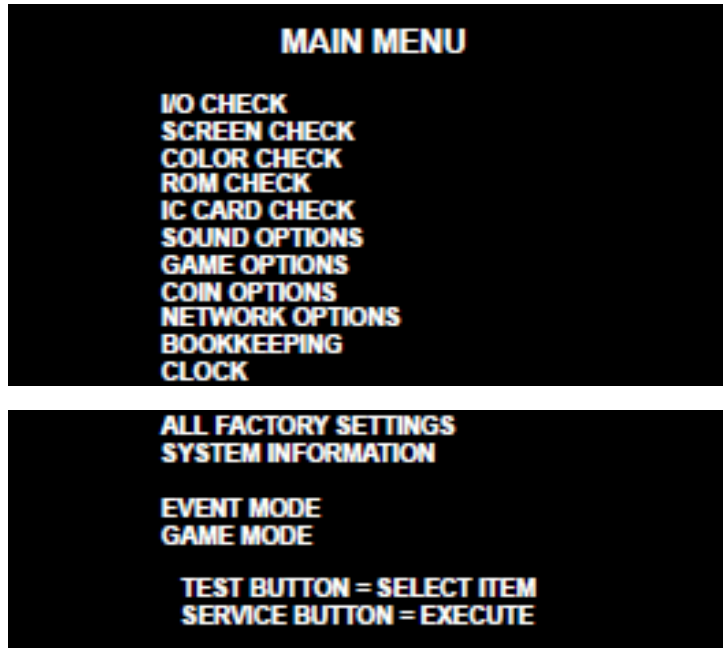 MAIN MENU
I/O CHECK
SCREEN CHECK
COLOR CHECK
ROM CHECK
IC CARD CHECK
SOUND OPTIONS
GAME OPTIONS
COIN OPTIONS
NETWORK OPTIONS
BOOKKEEPING
CLOCK
ALL FACTORY SETTINGS
SYSTEM INFORMATION
EVENT MODE
GAME MODE
TEST BUTTON = SELECT ITEM
SERVICE BUTTON = EXECUTE